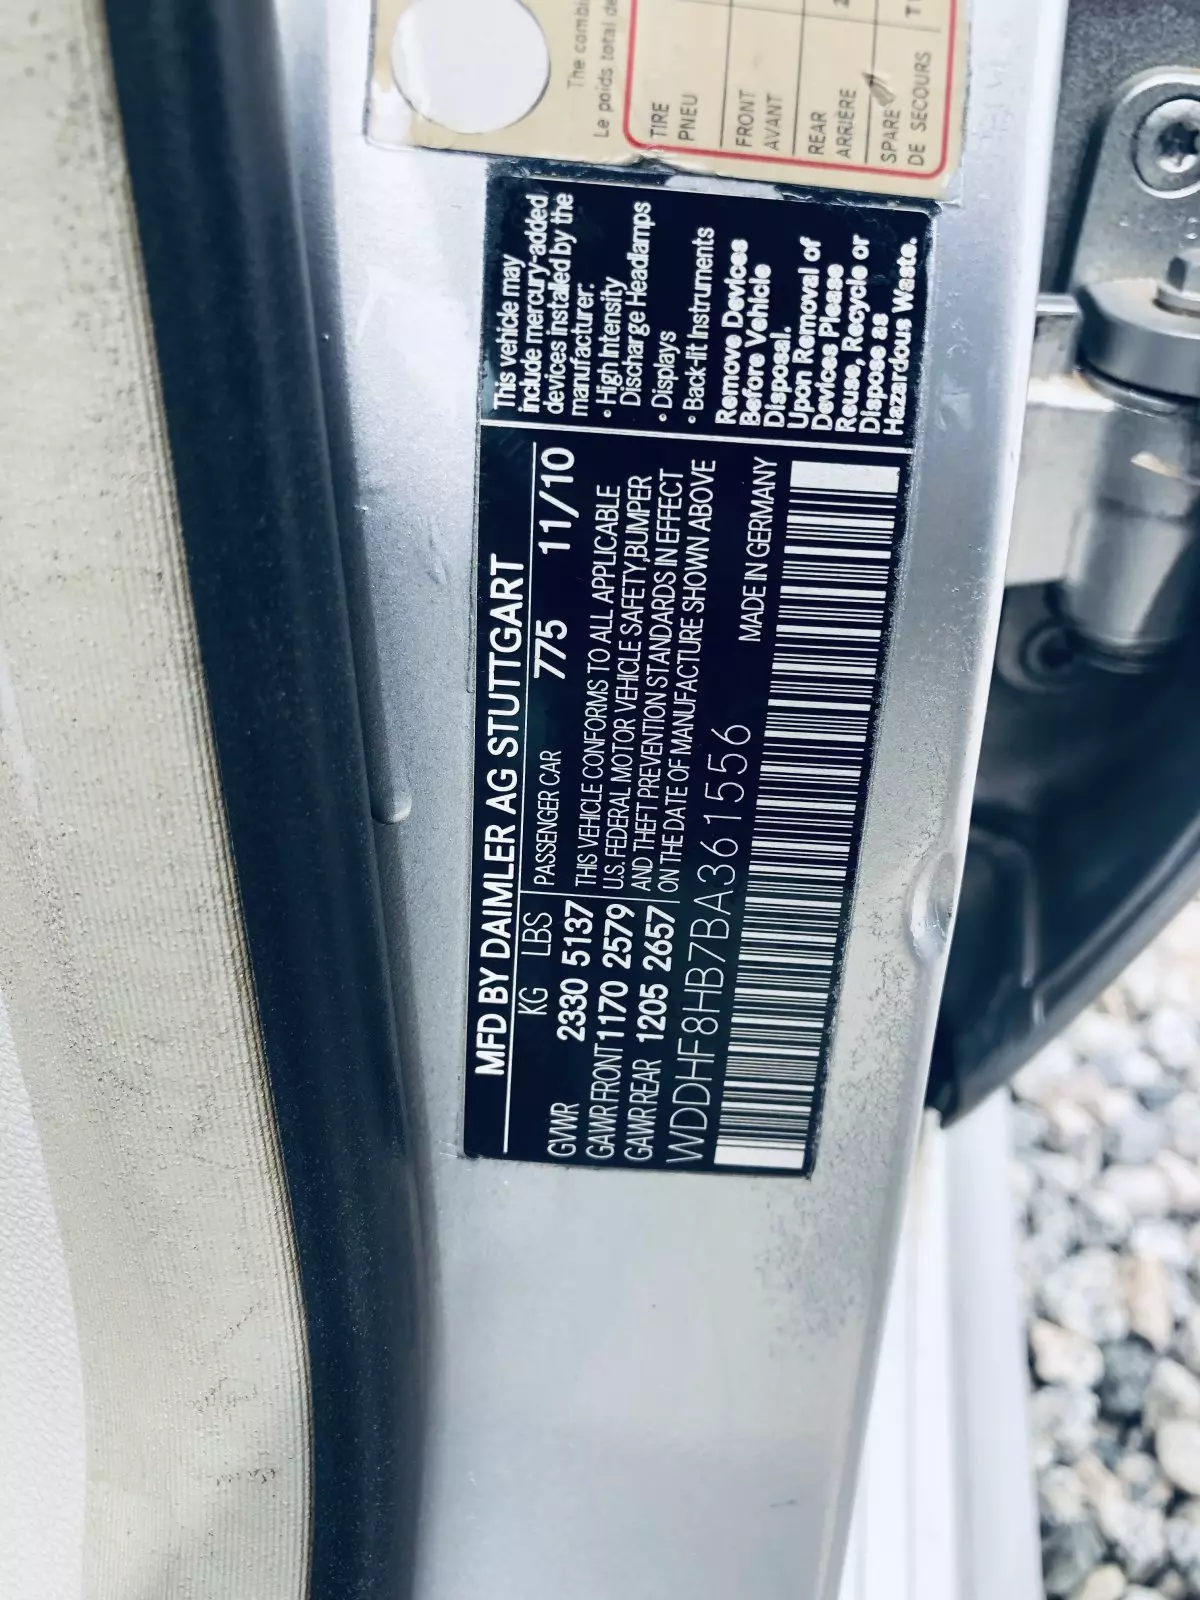 MFD BY DAIMLER AG STUTTGART
KG LBS PASSENGER CAR 775 11/10
GVWR 2330 5137
GAWR FRONT 1170 2579
GAWR REAR 1205 2657
THIS VEHICLE CONFORMS TO ALL APPLICABLE
U.S. FEDERAL MOTOR VEHICLE SAFETY,BUMPER
AND THEFT PREVENTION STANDARDS IN EFFECT
ON THE DATE OF MANUFACTURE SHOWN ABOVE
WDDHF8HB7BA361556
MADE IN GERMANY
This vehicle may
include mercury-added
devices installed by the
manufacturer:
• High Intensity
Discharge Headlamps
• Displays
• Back-lit Instruments
Remove Devices
Before Vehicle
Disposal.
Upon Removal of
Devices Please
Reuse, Recycle or
Dispose as
Hazardous Waste.
The
Le poids total
TIRE
PNEU
FRONT
AVANT
REAR
ARRIÈRE
SPARE
DE SECOURS